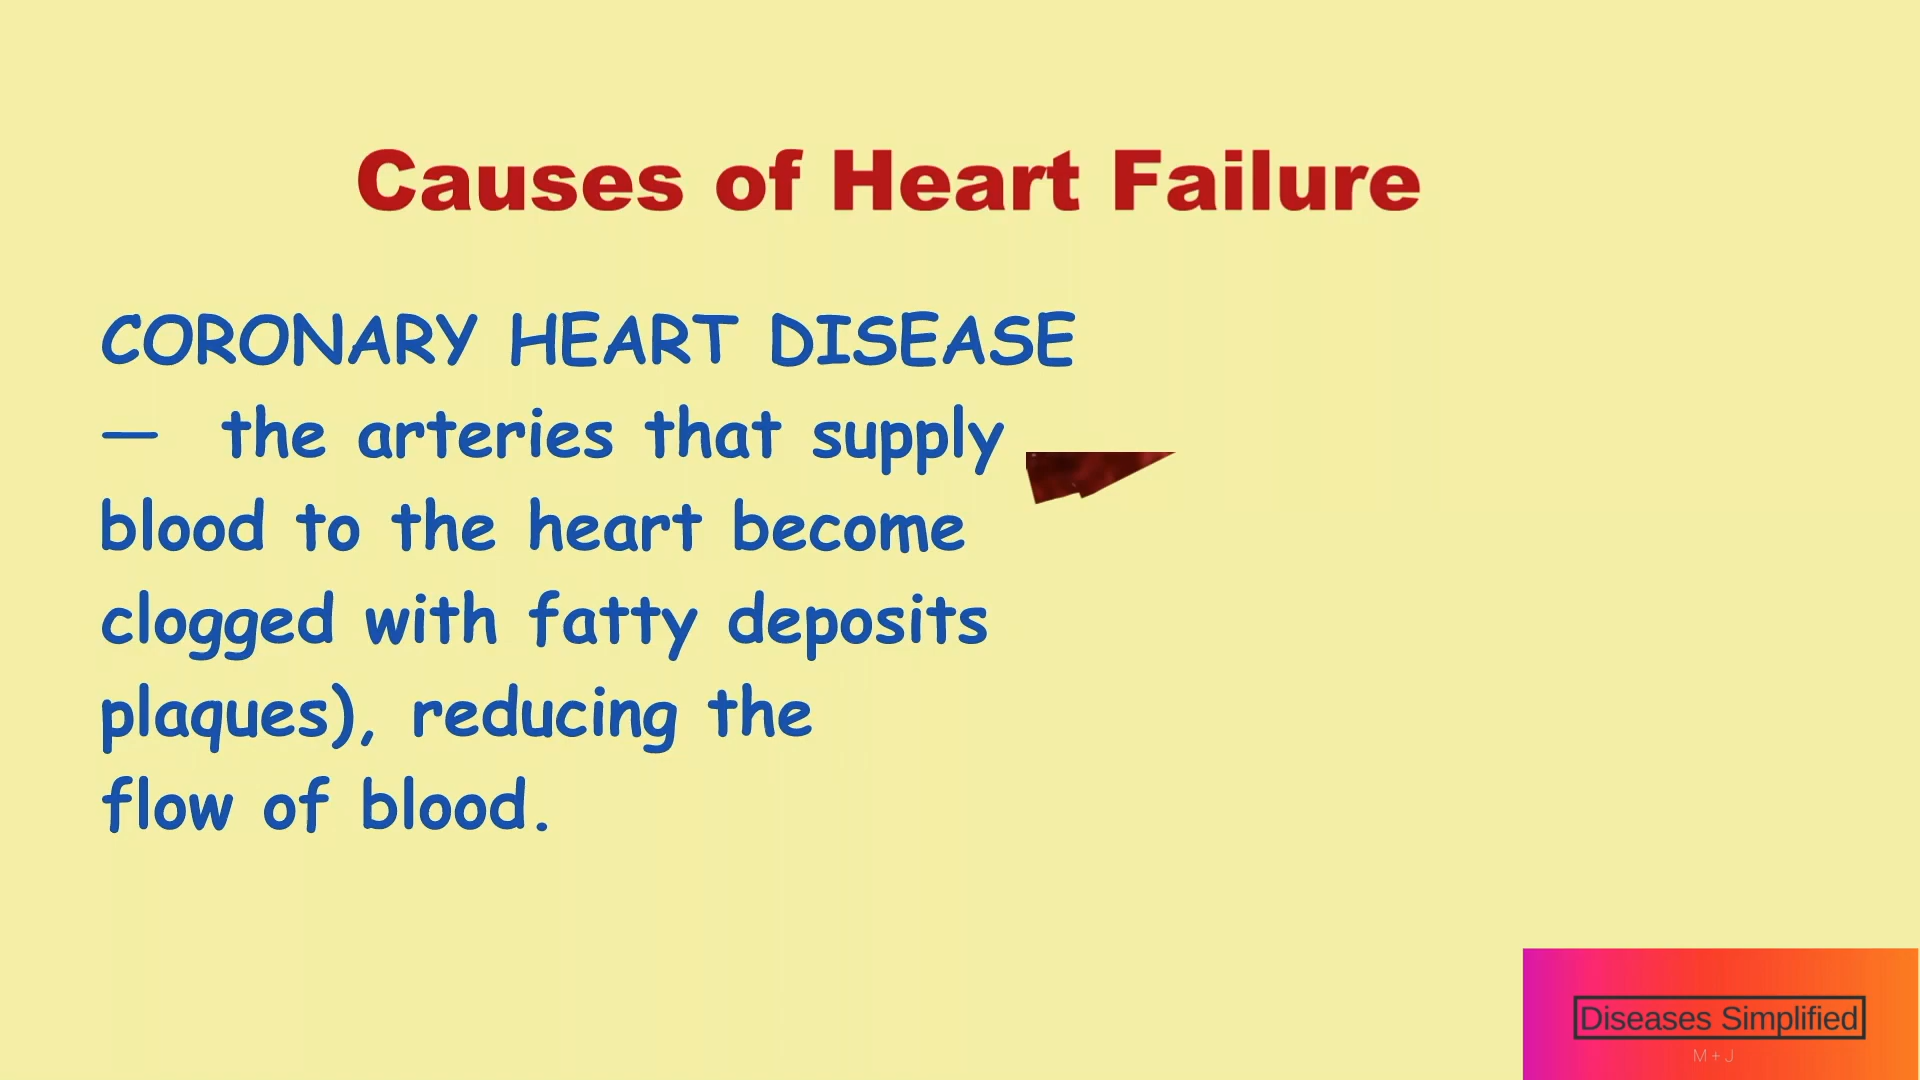 Causes of Heart Failure
CORONARY HEART DISEASE
— the arteries that supply
blood to the heart become
clogged with fatty deposits
plaques), reducing the
flow of blood.
Diseases Simplified
M + J